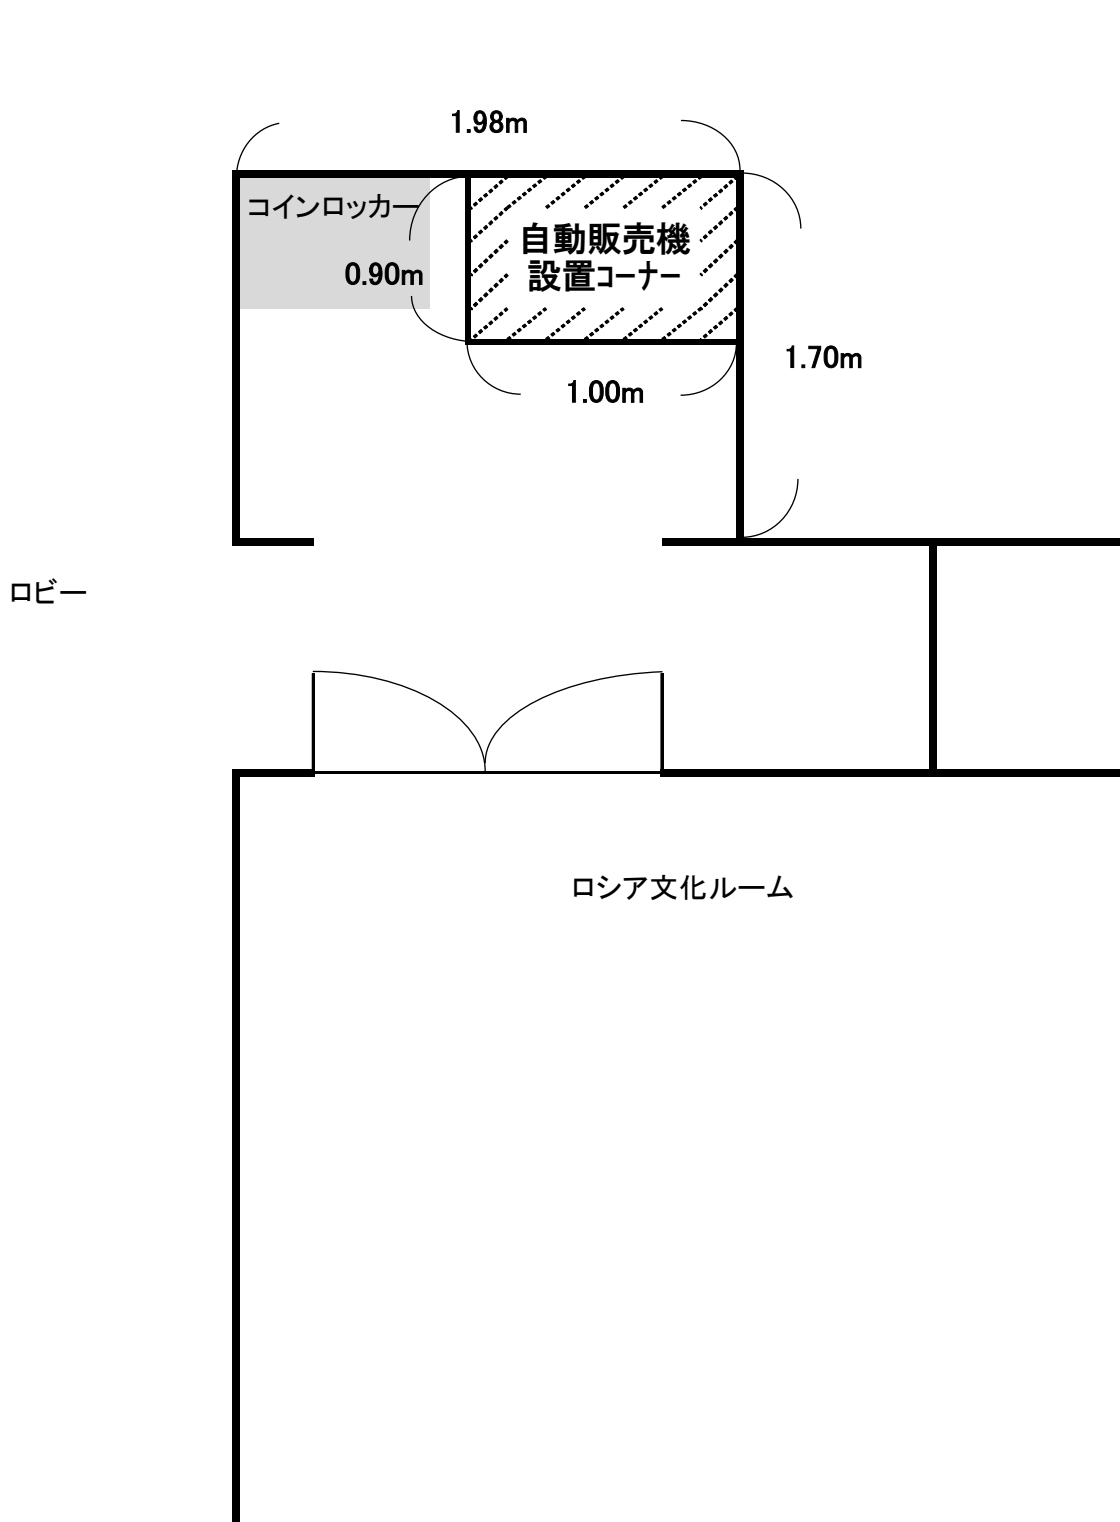 1.98m
コインロッカー
自動販売機
設置ｺｰﾅｰ
0.90m
1.70m
1.00m
ロビー
ロシア文化ルーム